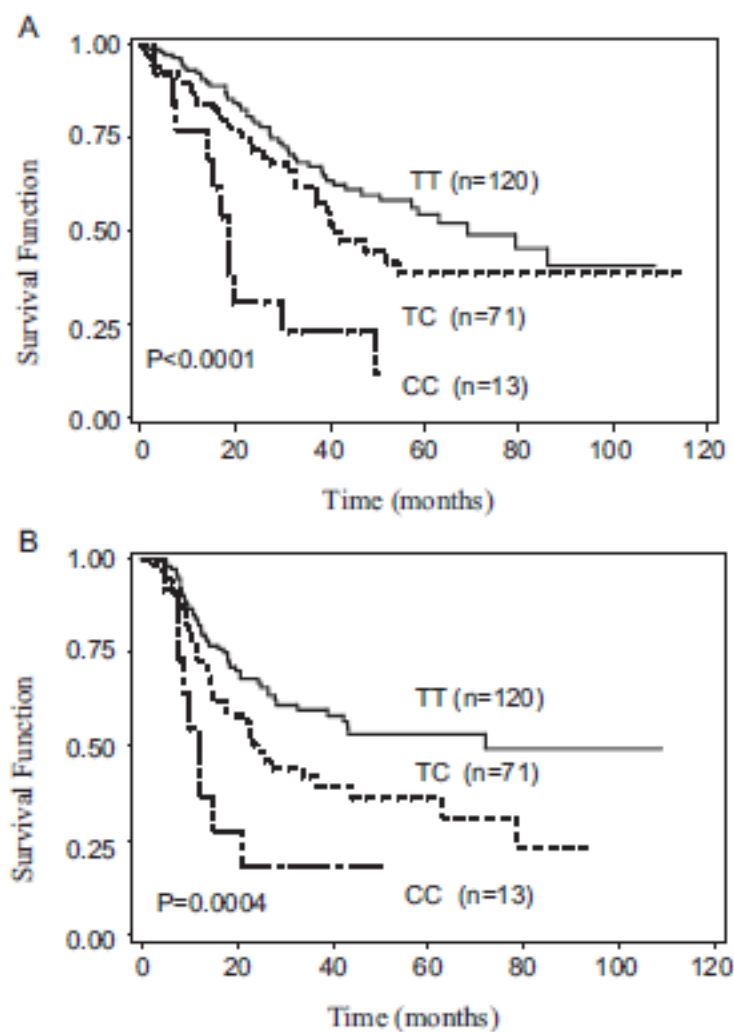 A
1.00
0.75
0.50
0.25
0.00
Survival Function
TT (n=120)
TC (n=71)
CC (n=13)
P<0.0001
0 20 40 60 80 100 120
Time (months)
B
1.00
0.75
0.50
0.25
0.00
Survival Function
TT (n=120)
TC (n=71)
CC (n=13)
P=0.0004
0 20 40 60 80 100 120
Time (months)